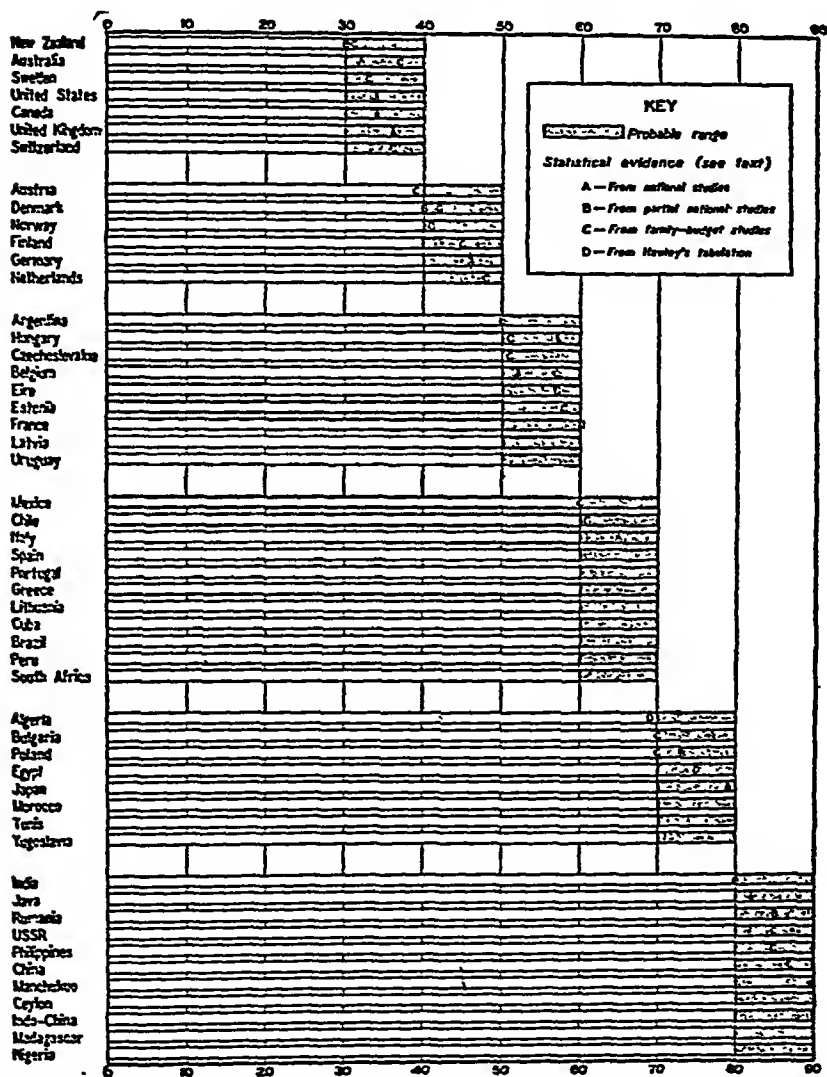 0 10 20 30 40 50 60 70 80 90
New Zealand
Australia
Sweden
United States
Canada
United Kingdom
Switzerland
KEY
Probable range
Statistical evidence (see text)
A—From national studies
B—From partial national studies
C—From family-budget studies
D—From Hawley's tabulation
Austria
Denmark
Norway
Finland
Germany
Netherlands
Argentina
Hungary
Czechoslovakia
Belgium
Eire
Estonia
France
Latvia
Uruguay
Mexico
Chile
Italy
Spain
Portugal
Greece
Lithuania
Cuba
Brazil
Peru
South Africa
Algeria
Bulgaria
Poland
Egypt
Japan
Morocco
Tunis
Yugoslavia
India
Java
Rumania
USSR
Philippines
China
Manchukuo
Ceylon
Indo-China
Madagascar
Nigeria
0 10 20 30 40 50 60 70 80 90